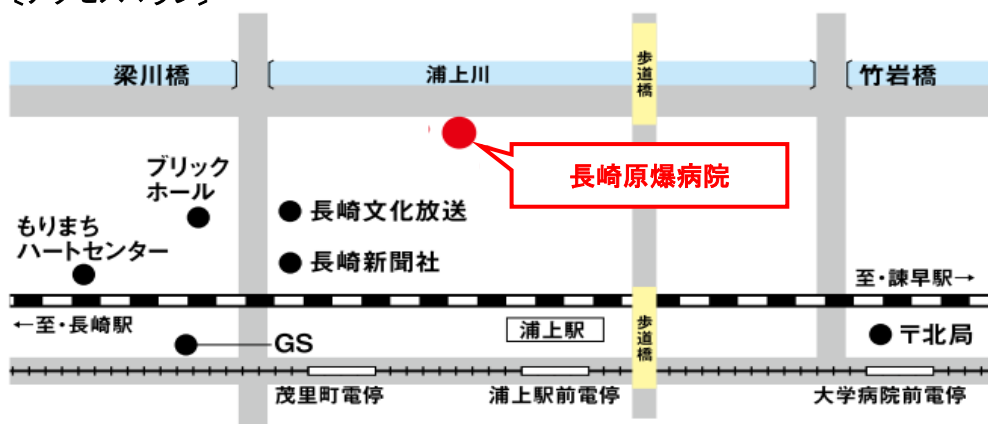 梁川橋
浦上川
歩道橋
竹岩橋
長崎原爆病院
ブリック
ホール
長崎文化放送
もりまち
ハートセンター
長崎新聞社
至・諫早駅→
←至・長崎駅
GS
浦上駅
歩道橋
〒北局
茂里町電停
浦上駅前電停
大学病院前電停